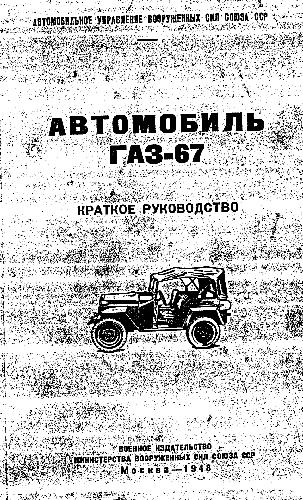 АВТОМОБИЛЬНОЕ УПРАВЛЕНИЕ ВООРУЖЕННЫХ СИЛ СОЮЗА ССР
АВТОМОБИЛЬ
ГАЗ-67
КРАТКОЕ РУКОВОДСТВО
ВОЕННОЕ ИЗДАТЕЛЬСТВО
МИНИСТЕРСТВА ВООРУЖЕННЫХ СИЛ СОЮЗА ССР
Москва—1948